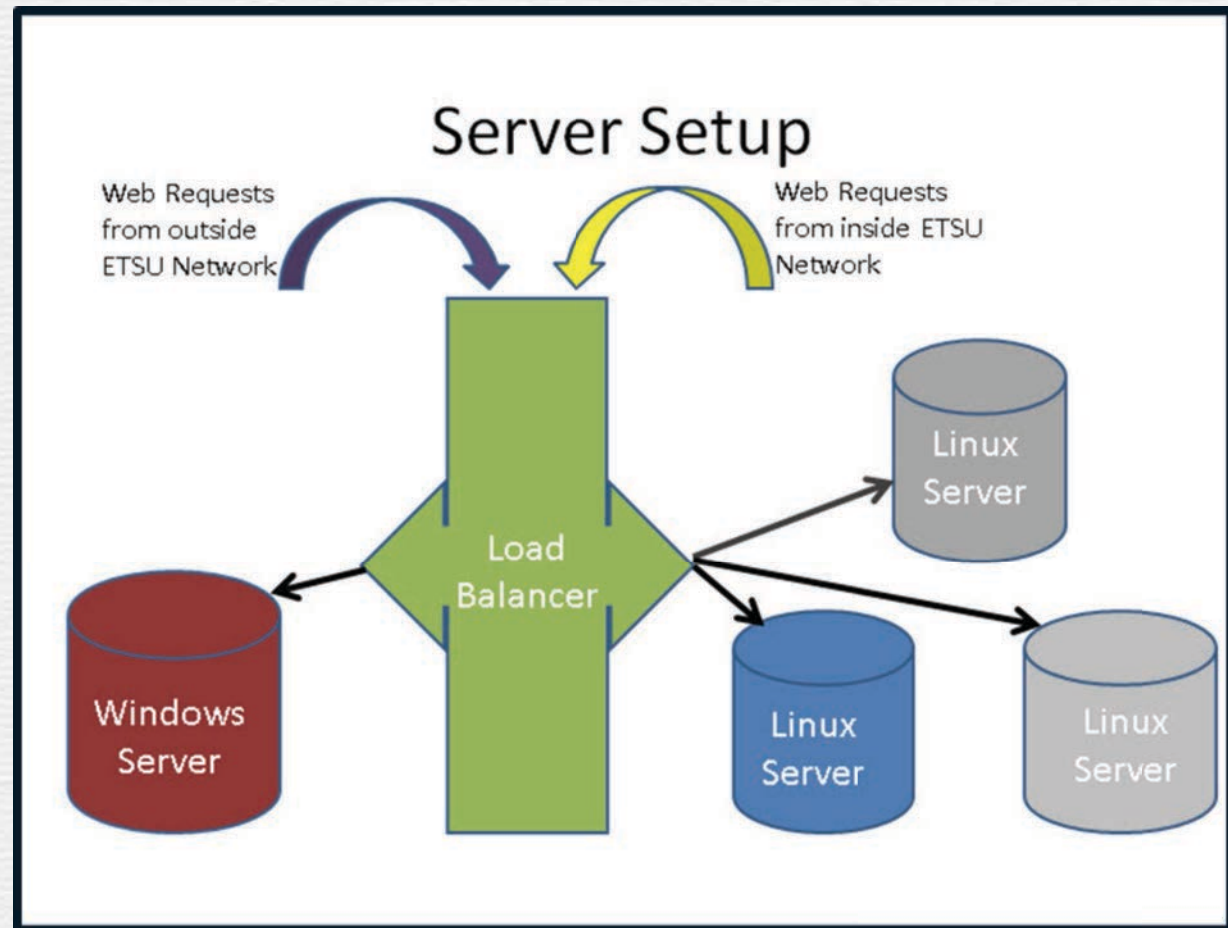 Server Setup
Web Requests
from outside
ETSU Network
Web Requests
from inside ETSU
Network
Linux
Server
Load
Balancer
Windows
Server
Linux
Server
Linux
Server